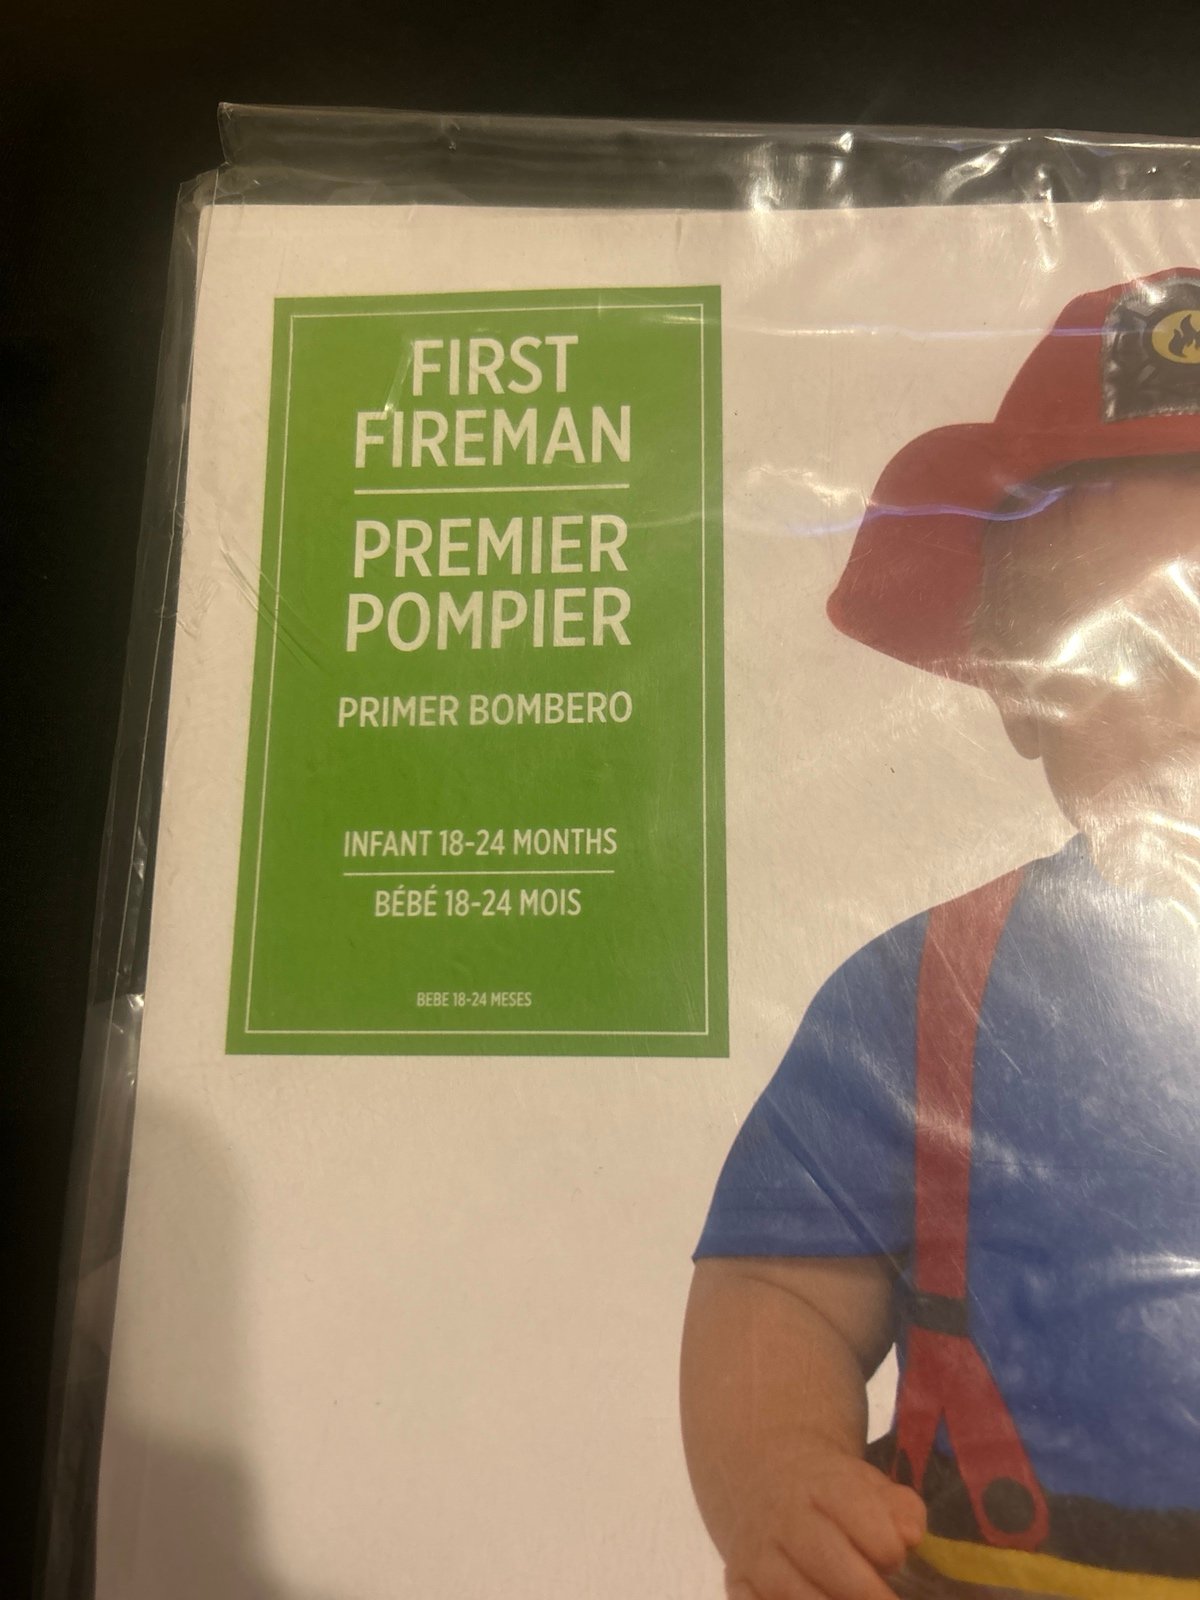 FIRST
FIREMAN
PREMIER
POMPIER
PRIMER BOMBERO
INFANT 18-24 MONTHS
BÉBÉ 18-24 MOIS
BEBE 18-24 MESES